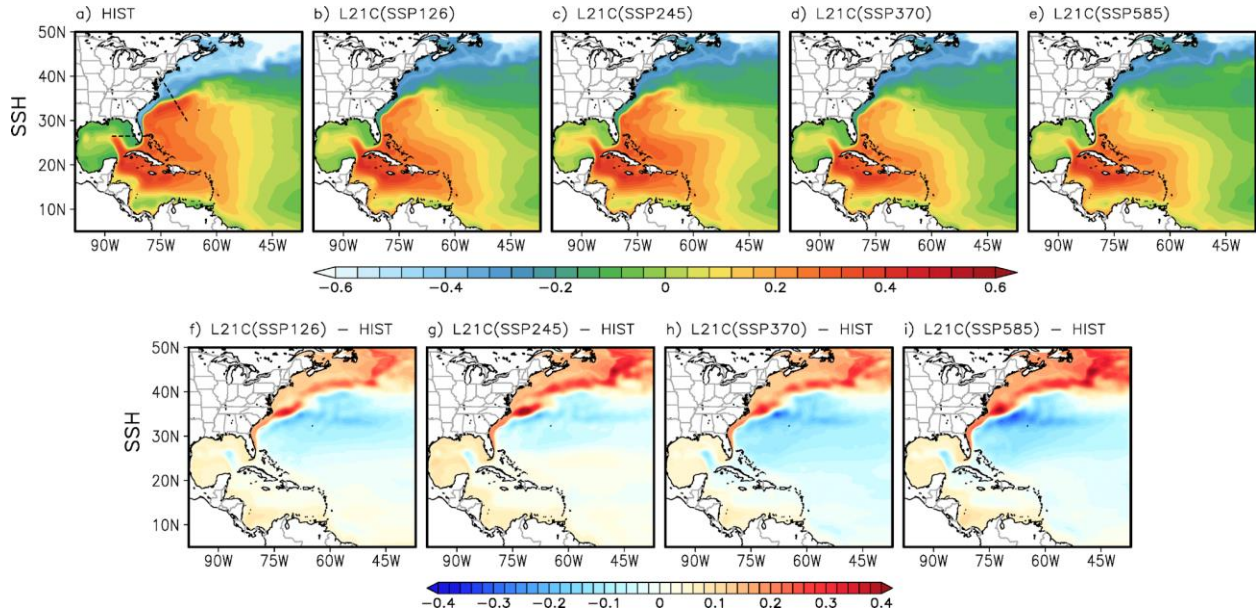 a) HIST
b) L21C(SSP126)
c) L21C(SSP245)
d) L21C(SSP370)
e) L21C(SSP585)
SSH
50N
40N
30N
20N
10N
90W 75W 60W 45W
90W 75W 60W 45W
90W 75W 60W 45W
90W 75W 60W 45W
90W 75W 60W 45W
−0.6 −0.4 −0.2 0 0.2 0.4 0.6
f) L21C(SSP126) − HIST
g) L21C(SSP245) − HIST
h) L21C(SSP370) − HIST
i) L21C(SSP585) − HIST
SSH
50N
40N
30N
20N
10N
90W 75W 60W 45W
90W 75W 60W 45W
90W 75W 60W 45W
90W 75W 60W 45W
−0.4 −0.3 −0.2 −0.1 0 0.1 0.2 0.3 0.4